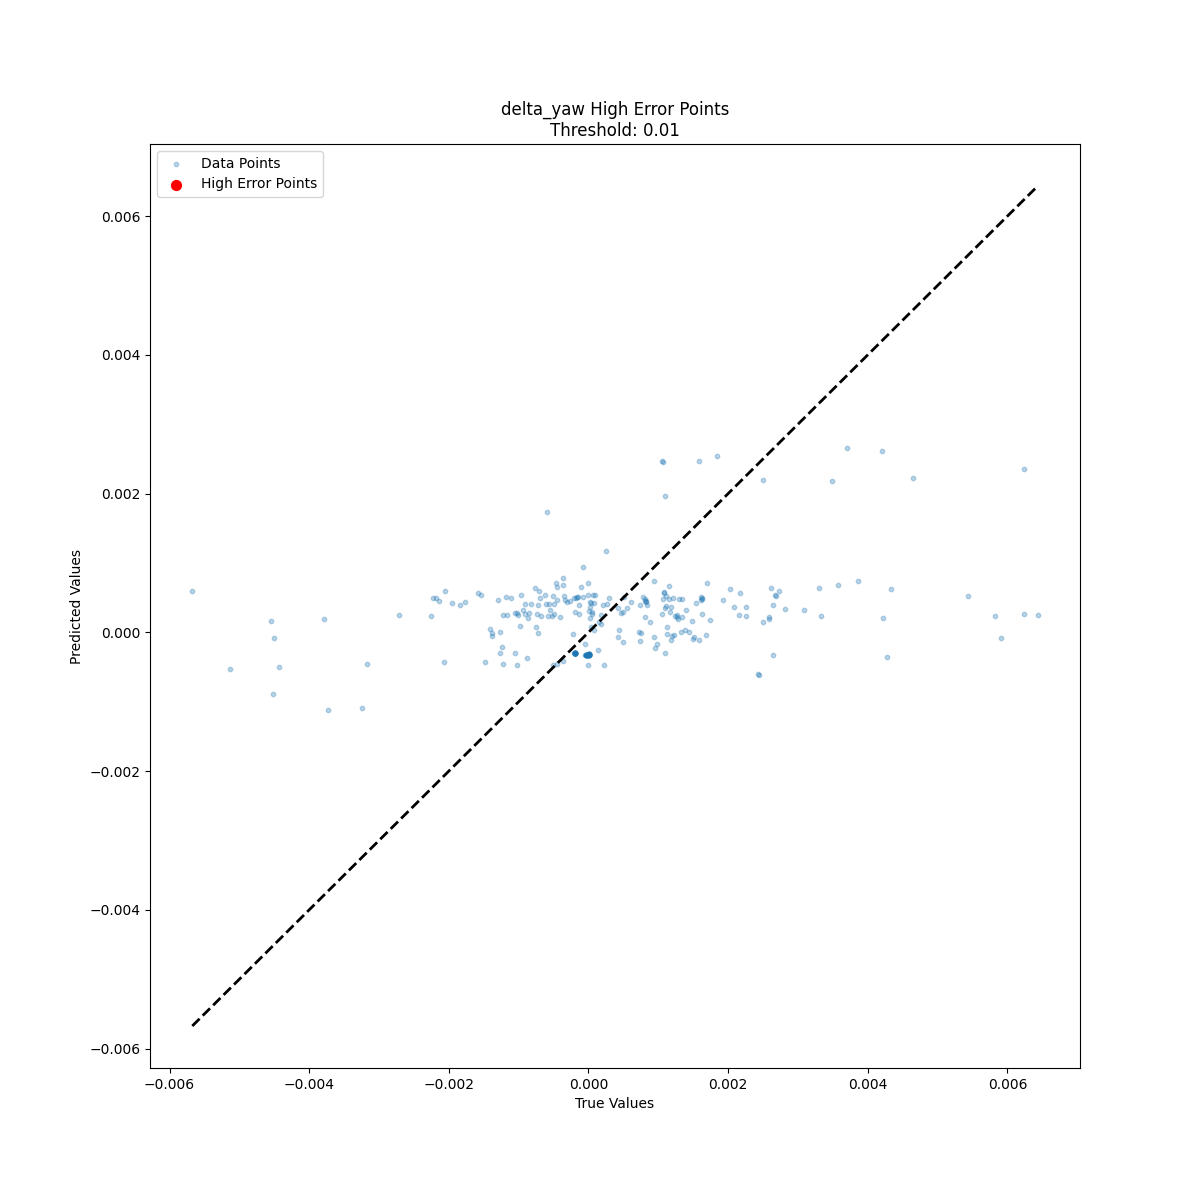 delta_yaw High Error Points
Threshold: 0.01
Data Points
High Error Points
0.006
0.004
0.002
0.000
−0.002
−0.004
−0.006
Predicted Values
−0.006
−0.004
−0.002
0.000
0.002
0.004
0.006
True Values